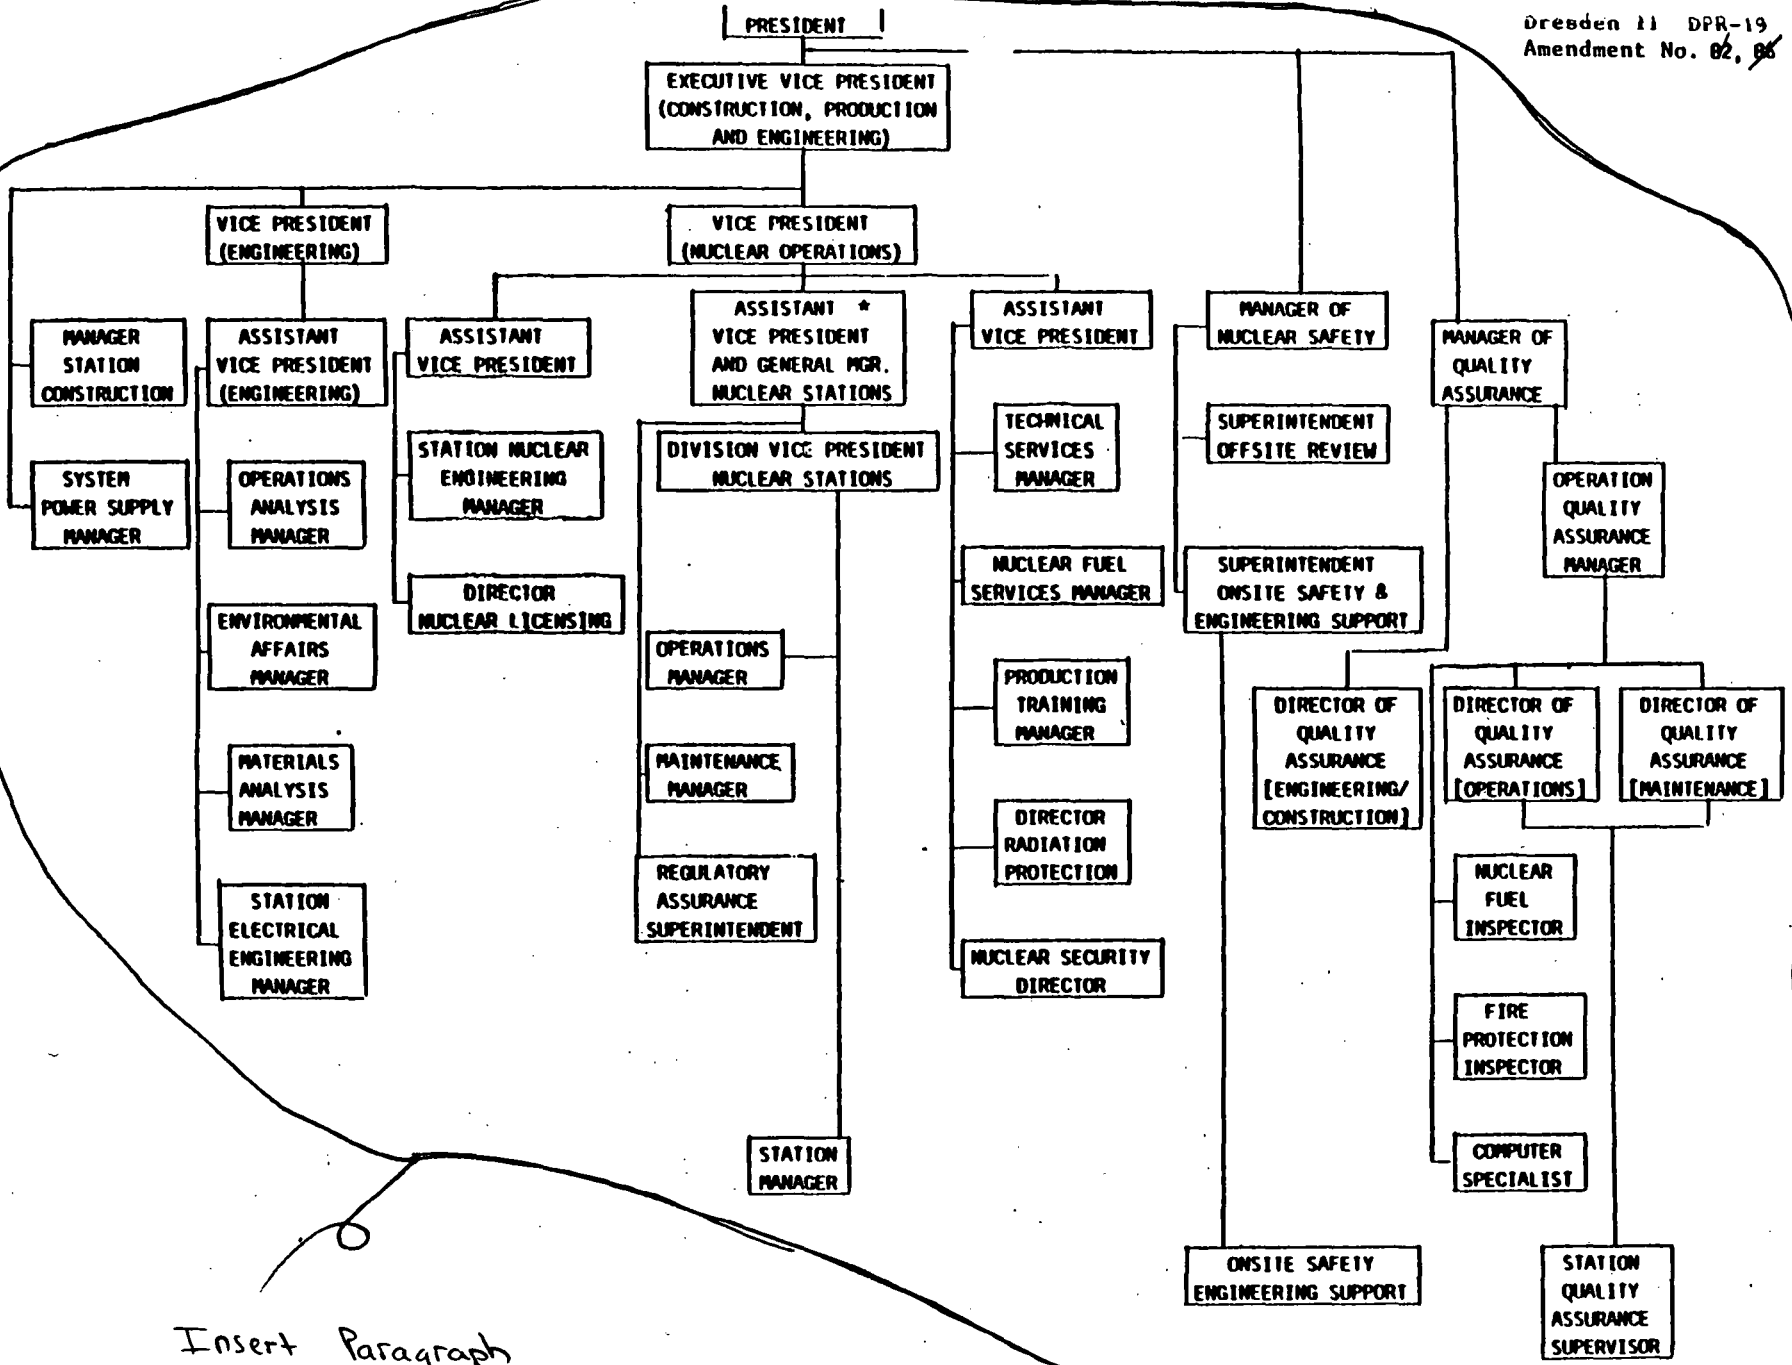 Dresden II DPR-19
Amendment No. 82, 86
PRESIDENT
EXECUTIVE VICE PRESIDENT
(CONSTRUCTION, PRODUCTION
AND ENGINEERING)
VICE PRESIDENT
(ENGINEERING)
VICE PRESIDENT
(NUCLEAR OPERATIONS)
MANAGER
STATION
CONSTRUCTION
SYSTEM
POWER SUPPLY
MANAGER
ASSISTANT
VICE PRESIDENT
(ENGINEERING)
OPERATIONS
ANALYSIS
MANAGER
ENVIRONMENTAL
AFFAIRS
MANAGER
MATERIALS
ANALYSIS
MANAGER
STATION
ELECTRICAL
ENGINEERING
MANAGER
ASSISTANT
VICE PRESIDENT
STATION NUCLEAR
ENGINEERING
MANAGER
DIRECTOR
NUCLEAR LICENSING
ASSISTANT *
VICE PRESIDENT
AND GENERAL MGR.
NUCLEAR STATIONS
DIVISION VICE PRESIDENT
NUCLEAR STATIONS
OPERATIONS
MANAGER
MAINTENANCE
MANAGER
REGULATORY
ASSURANCE
SUPERINTENDENT
STATION
MANAGER
ASSISTANT
VICE PRESIDENT
TECHNICAL
SERVICES
MANAGER
NUCLEAR FUEL
SERVICES MANAGER
PRODUCTION
TRAINING
MANAGER
DIRECTOR
RADIATION
PROTECTION
NUCLEAR SECURITY
DIRECTOR
MANAGER OF
NUCLEAR SAFETY
SUPERINTENDENT
OFFSITE REVIEW
SUPERINTENDENT
ONSITE SAFETY &
ENGINEERING SUPPORT
ONSITE SAFETY
ENGINEERING SUPPORT
MANAGER OF
QUALITY
ASSURANCE
OPERATION
QUALITY
ASSURANCE
MANAGER
DIRECTOR OF
QUALITY
ASSURANCE
[ENGINEERING/
CONSTRUCTION]
DIRECTOR OF
QUALITY
ASSURANCE
[OPERATIONS]
DIRECTOR OF
QUALITY
ASSURANCE
[MAINTENANCE]
NUCLEAR
FUEL
INSPECTOR
FIRE
PROTECTION
INSPECTOR
COMPUTER
SPECIALIST
STATION
QUALITY
ASSURANCE
SUPERVISOR
Insert Paragraph